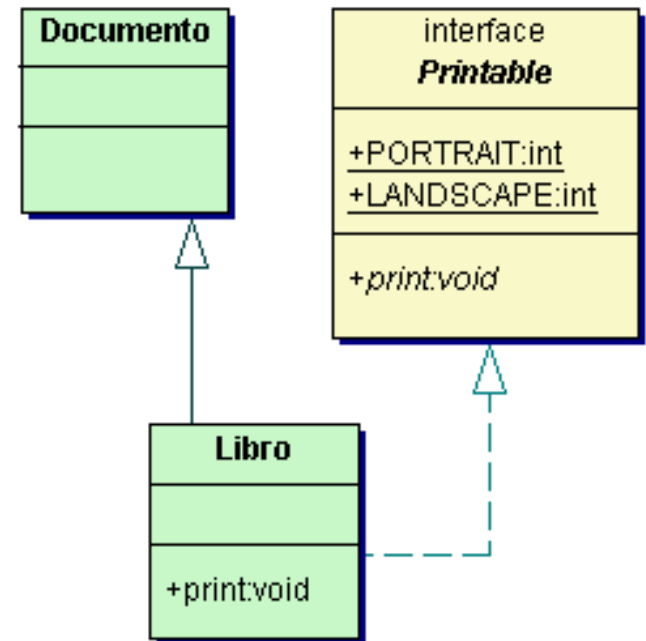 Documento
interface
Printable
+PORTRAIT:int
+LANDSCAPE:int
+print:void
Libro
+print:void